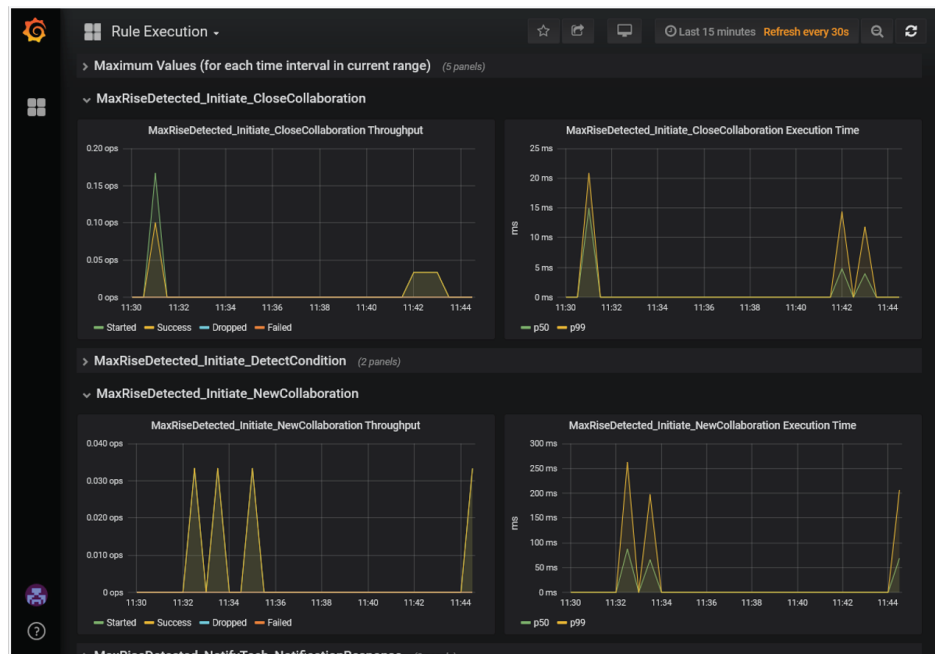 Rule Execution
Last 15 minutes Refresh every 30s
Maximum Values (for each time interval in current range) (5 panels)
MaxRiseDetected_Initiate_CloseCollaboration
MaxRiseDetected_Initiate_CloseCollaboration Throughput
0.20 ops
0.15 ops
0.10 ops
0.05 ops
0 ops
11:30 11:32 11:34 11:36 11:38 11:40 11:42 11:44
Started Success Dropped Failed
MaxRiseDetected_Initiate_CloseCollaboration Execution Time
25 ms
20 ms
15 ms
10 ms
5 ms
0 ms
ms
11:30 11:32 11:34 11:36 11:38 11:40 11:42 11:44
p50 p99
MaxRiseDetected_Initiate_DetectCondition (2 panels)
MaxRiseDetected_Initiate_NewCollaboration
MaxRiseDetected_Initiate_NewCollaboration Throughput
0.040 ops
0.030 ops
0.020 ops
0.010 ops
0 ops
11:30 11:32 11:34 11:36 11:38 11:40 11:42 11:44
Started Success Dropped Failed
MaxRiseDetected_Initiate_NewCollaboration Execution Time
300 ms
250 ms
200 ms
150 ms
100 ms
50 ms
0 ms
ms
11:30 11:32 11:34 11:36 11:38 11:40 11:42 11:44
p50 p99
MaxRiseDetected_NotifyTech_NotificationResponse